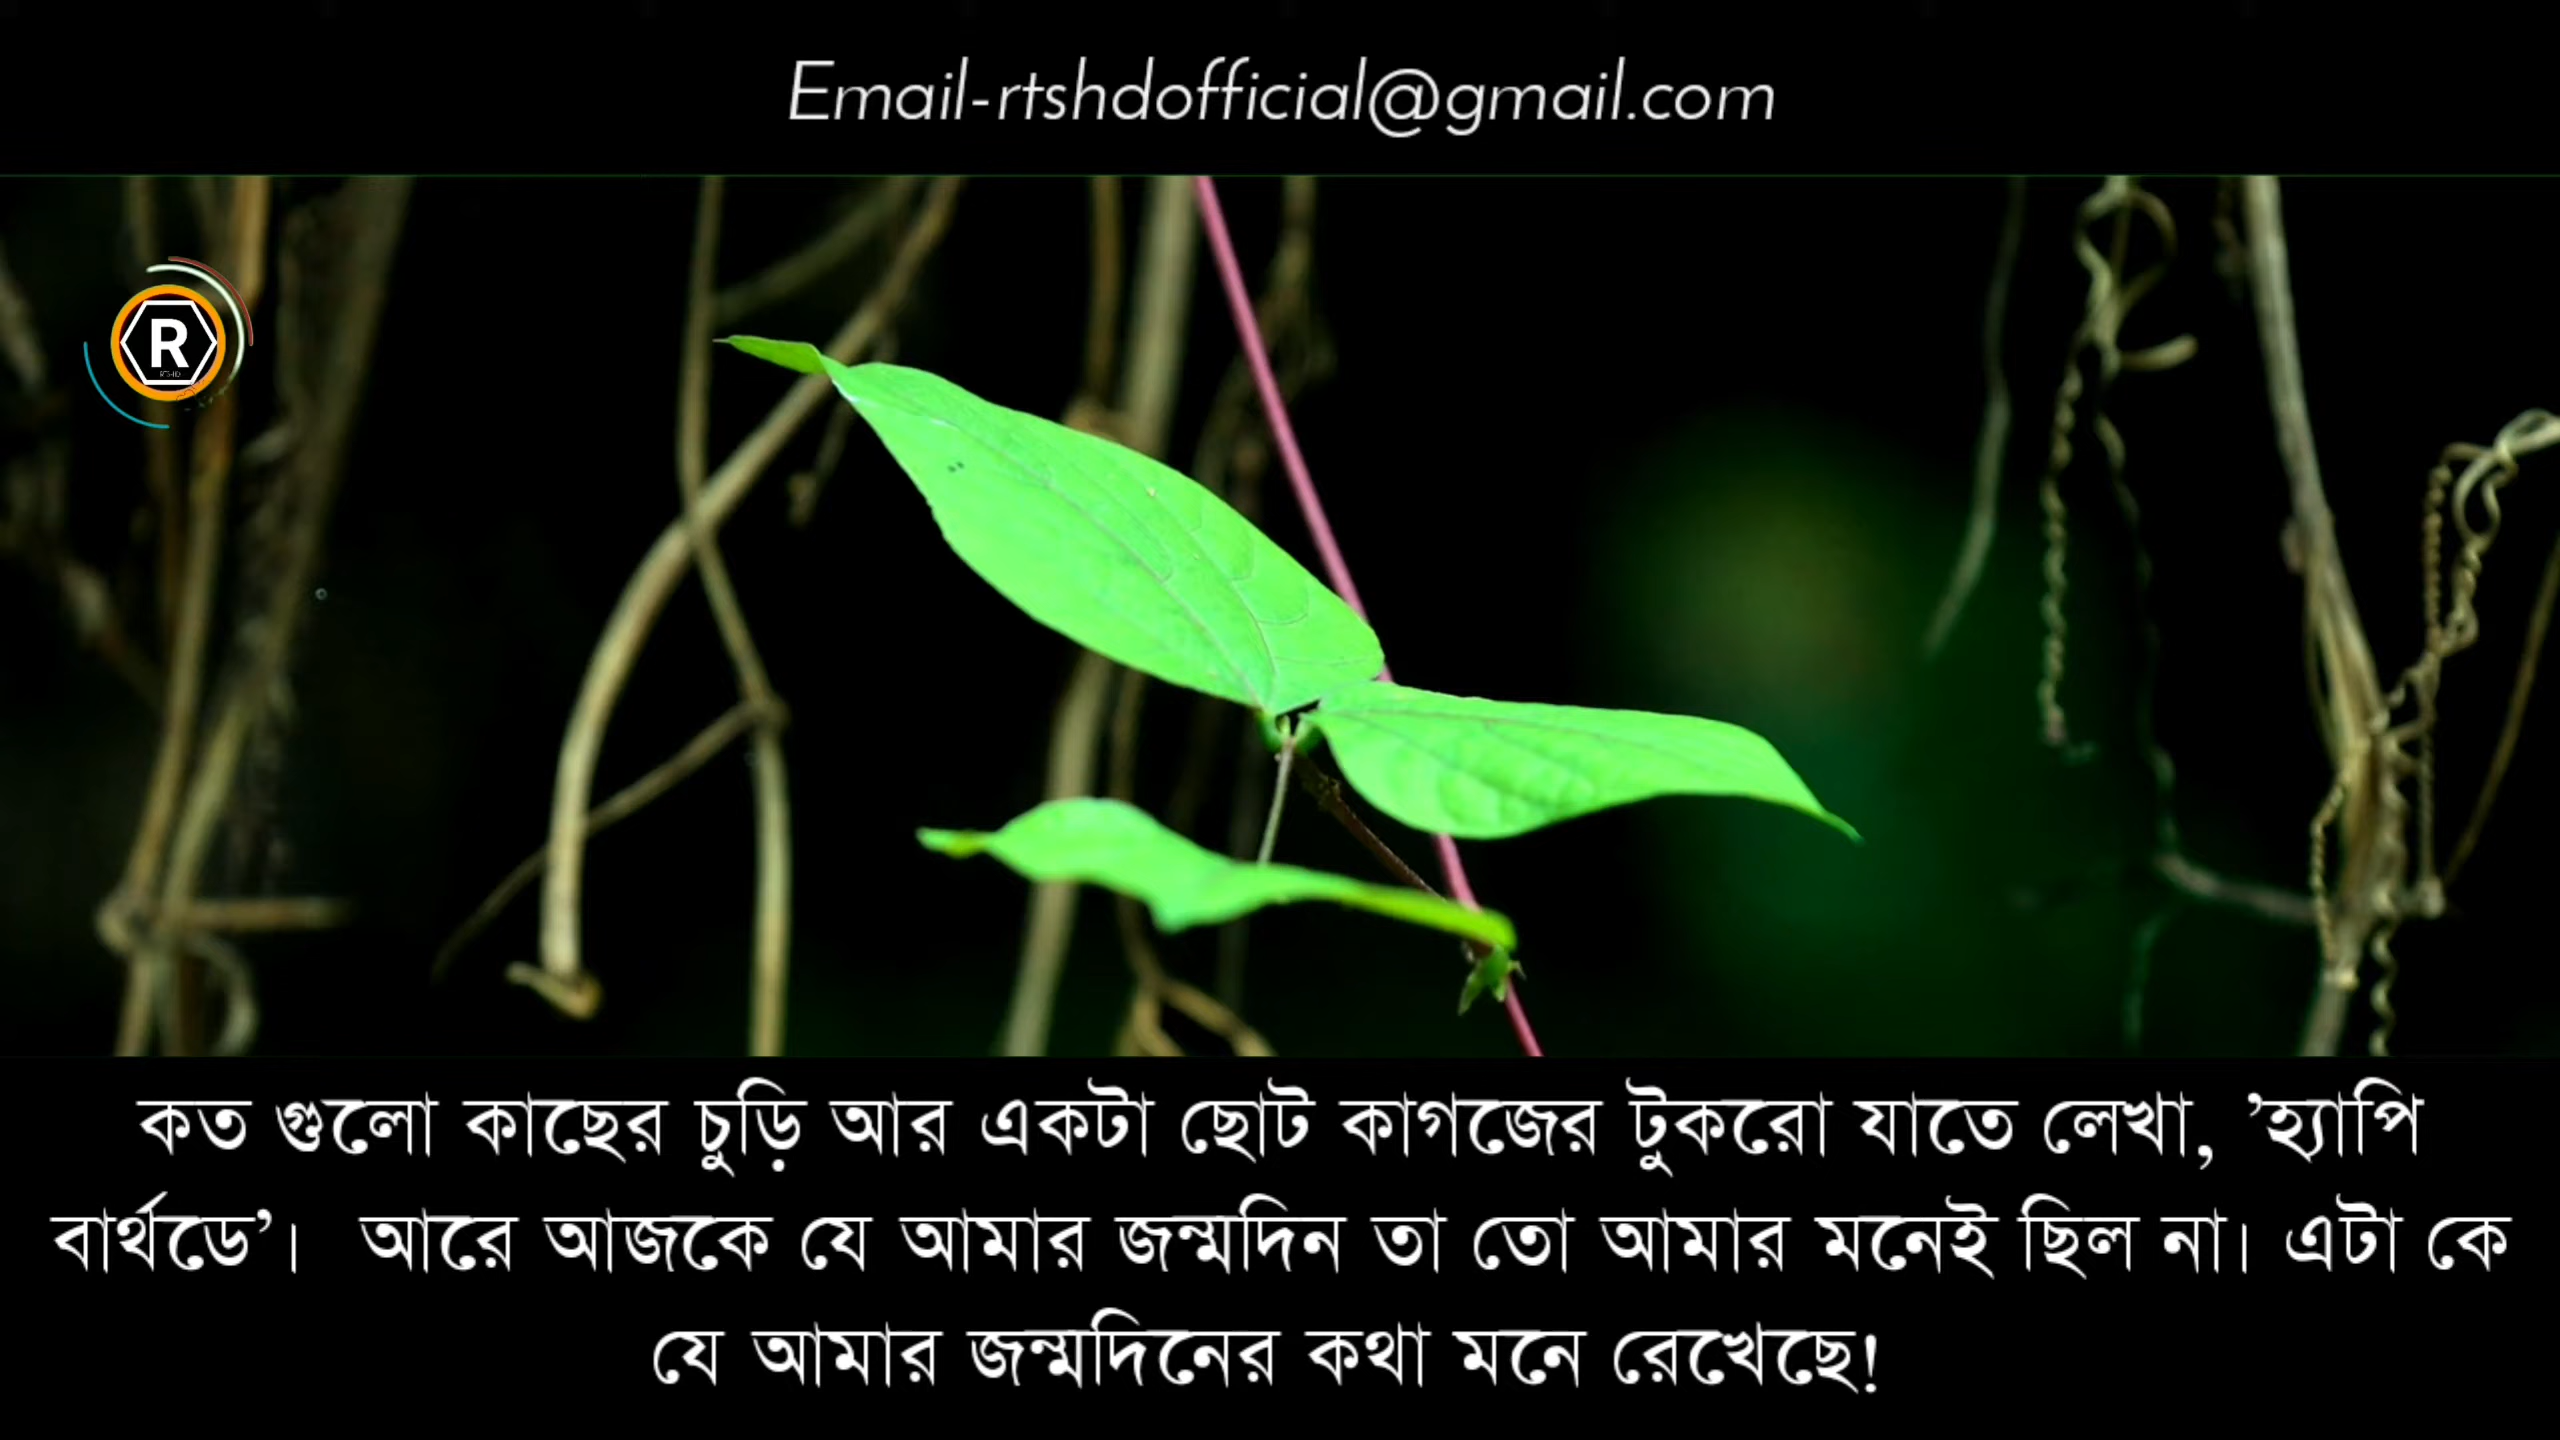 Email-rtshdofficial@gmail.com
R
কত গুলো কাছের চুড়ি আর একটা ছোট কাগজের টুকরো যাতে লেখা, ’হ্যাপি
বার্থডে’। আরে আজকে যে আমার জন্মদিন তা তো আমার মনেই ছিল না। এটা কে
যে আমার জন্মদিনের কথা মনে রেখেছে!